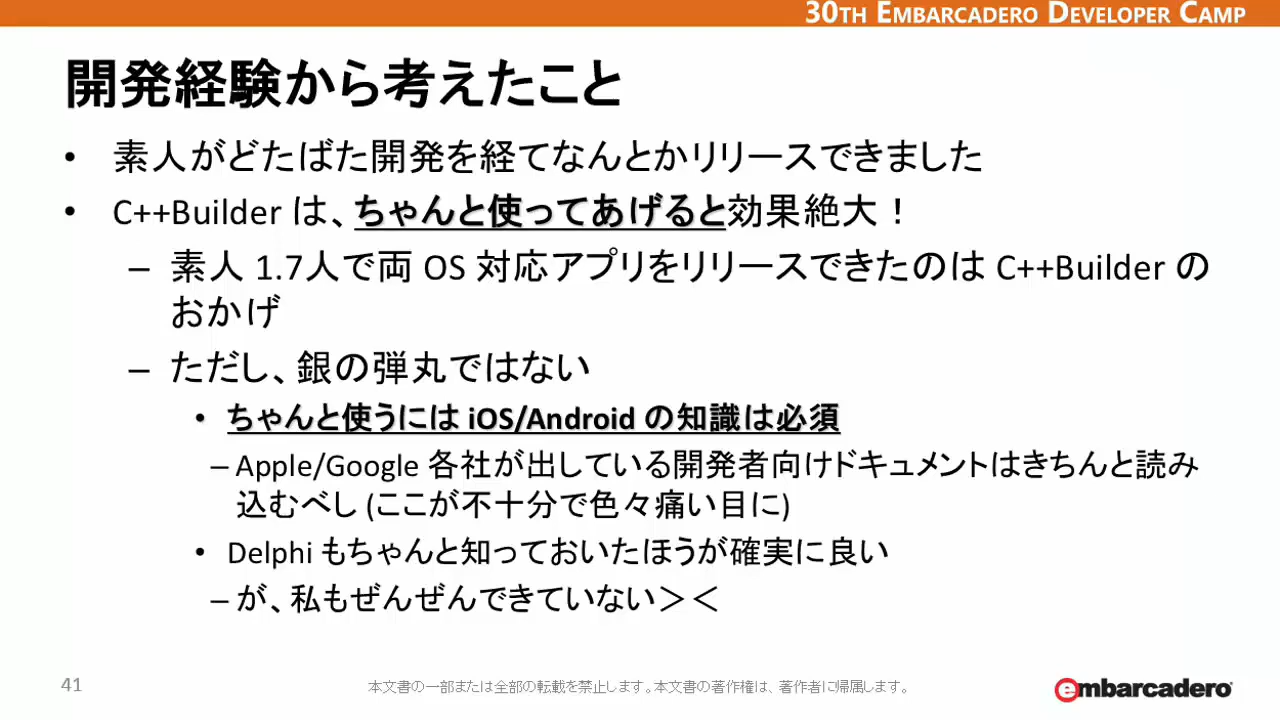 30TH EMBARCADERO DEVELOPER CAMP
開発経験から考えたこと
• 素人がどたばた開発を経てなんとかリリースできました
• C++Builder は、ちゃんと使ってあげると効果絶大！
– 素人 1.7人で両 OS 対応アプリをリリースできたのは C++Builder の
おかげ
– ただし、銀の弾丸ではない
• ちゃんと使うには iOS/Android の知識は必須
– Apple/Google 各社が出している開発者向けドキュメントはきちんと読み
込むべし (ここが不十分で色々痛い目に)
• Delphi もちゃんと知っておいたほうが確実に良い
– が、私もぜんぜんできていない＞＜
41
本文書の一部または全部の転載を禁止します。本文書の著作権は、著作者に帰属します。
embarcadero